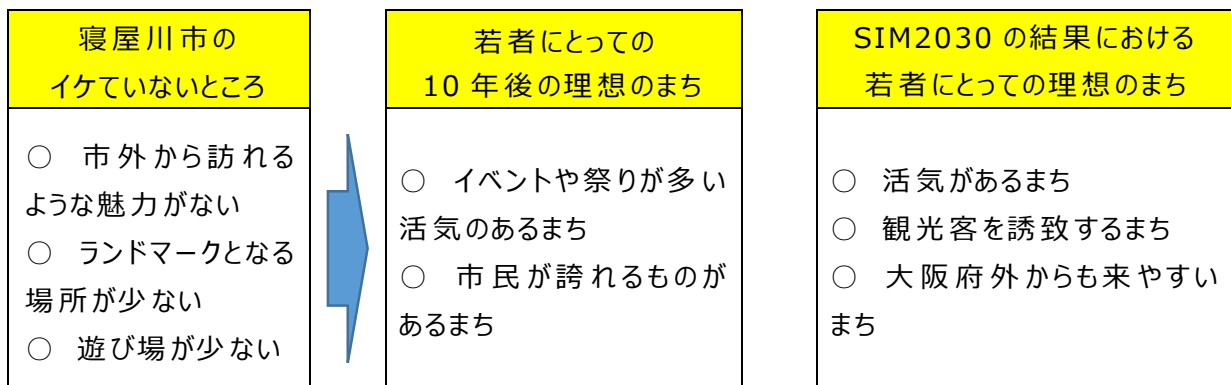 寝屋川市の
イケていないところ
○ 市外から訪れる
ような魅力がない
○ ランドマークとなる
場所が少ない
○ 遊び場が少ない
若者にとっての
10年後の理想のまち
○ イベントや祭りが多い
活気のあるまち
○ 市民が誇れるものが
あるまち
SIM2030の結果における
若者にとっての理想のまち
○ 活気があるまち
○ 観光客を誘致するまち
○ 大阪府外からも来やすい
まち